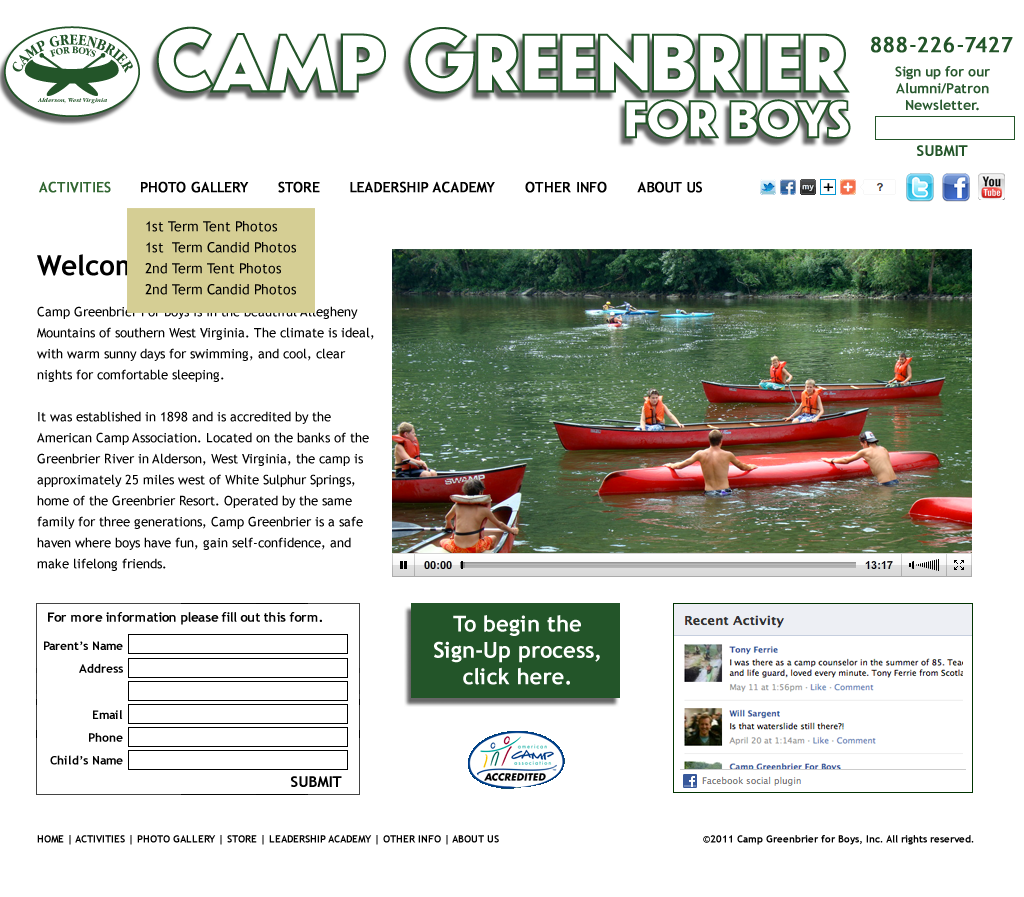 CAMP GREENBRIER
FOR BOYS
Alderson, West Virginia
CAMP GREENBRIER
FOR BOYS
888-226-7427
Sign up for our
Alumni/Patron
Newsletter.
SUBMIT
ACTIVITIES PHOTO GALLERY STORE LEADERSHIP ACADEMY OTHER INFO ABOUT US
my
?
You
Tube
1st Term Tent Photos
1st Term Candid Photos
2nd Term Tent Photos
2nd Term Candid Photos
Welcom
Camp Greenbrier For Boys is in the beautiful Allegheny
Mountains of southern West Virginia. The climate is ideal,
with warm sunny days for swimming, and cool, clear
nights for comfortable sleeping.
It was established in 1898 and is accredited by the
American Camp Association. Located on the banks of the
Greenbrier River in Alderson, West Virginia, the camp is
approximately 25 miles west of White Sulphur Springs,
home of the Greenbrier Resort. Operated by the same
family for three generations, Camp Greenbrier is a safe
haven where boys have fun, gain self-confidence, and
make lifelong friends.
SWAMP
00:00 13:17
For more information please fill out this form.
Parent's Name
Address
Email
Phone
Child's Name
SUBMIT
To begin the
Sign-Up process,
click here.
american
CAMP
association
ACCREDITED
Recent Activity
Tony Ferrie
I was there as a camp counselor in the summer of 85. Tea
and life guard, loved every minute. Tony Ferrie from Scotla
May 11 at 1:56pm · Like · Comment
Will Sargent
Is that waterslide still there?!
April 20 at 1:14am · Like · Comment
Camp Greenbrier For Boys
Facebook social plugin
HOME | ACTIVITIES | PHOTO GALLERY | STORE | LEADERSHIP ACADEMY | OTHER INFO | ABOUT US
©2011 Camp Greenbrier for Boys, Inc. All rights reserved.